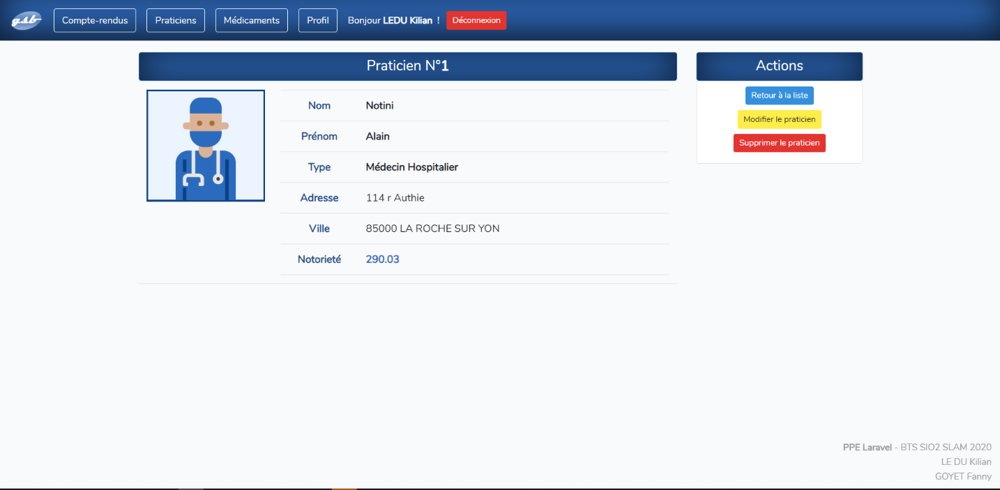 gsb Compte-rendus Praticiens Médicaments Profil Bonjour LEDU Kilian ! Déconnexion
Praticien N°1
Nom Notini
Prénom Alain
Type Médecin Hospitalier
Adresse 114 r Authie
Ville 85000 LA ROCHE SUR YON
Notorieté 290.03
Actions
Retour à la liste
Modifier le praticien
Supprimer le praticien
PPE Laravel - BTS SIO2 SLAM 2020
LE DU Kilian
GOYET Fanny